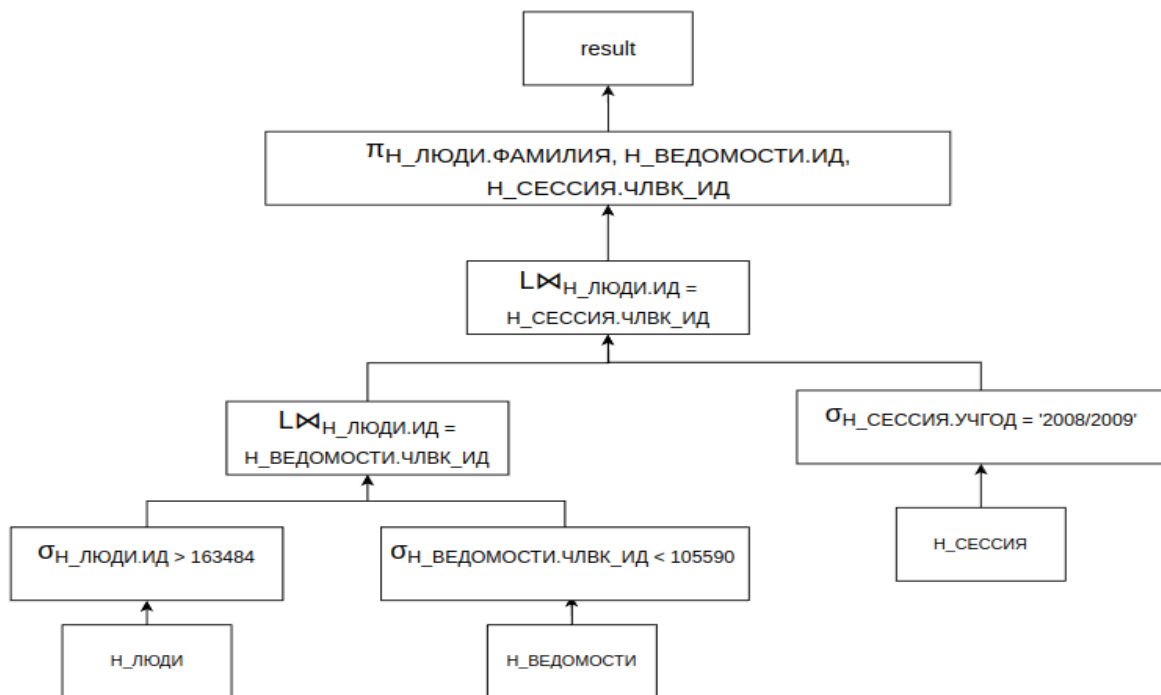 result
πН_ЛЮДИ.ФАМИЛИЯ, Н_ВЕДОМОСТИ.ИД,
Н_СЕССИЯ.ЧЛВК_ИД
L⋈Н_ЛЮДИ.ИД =
Н_СЕССИЯ.ЧЛВК_ИД
L⋈Н_ЛЮДИ.ИД =
Н_ВЕДОМОСТИ.ЧЛВК_ИД
σН_СЕССИЯ.УЧГОД = '2008/2009'
σН_ЛЮДИ.ИД > 163484
σН_ВЕДОМОСТИ.ЧЛВК_ИД < 105590
Н_СЕССИЯ
Н_ЛЮДИ
Н_ВЕДОМОСТИ